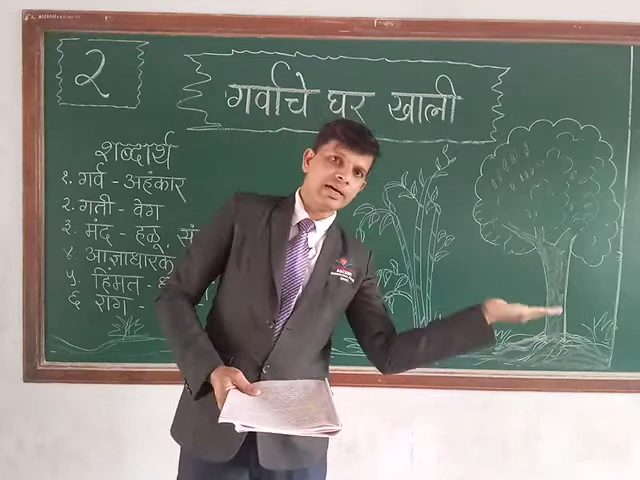 २
गर्वाचे घर खाली
शब्दार्थ
१. गर्व - अहंकार
२. गती - वेग
३. मंद - हळू, सं
४ आज्ञाधारक
५. हिंमत - ध
६ राग -